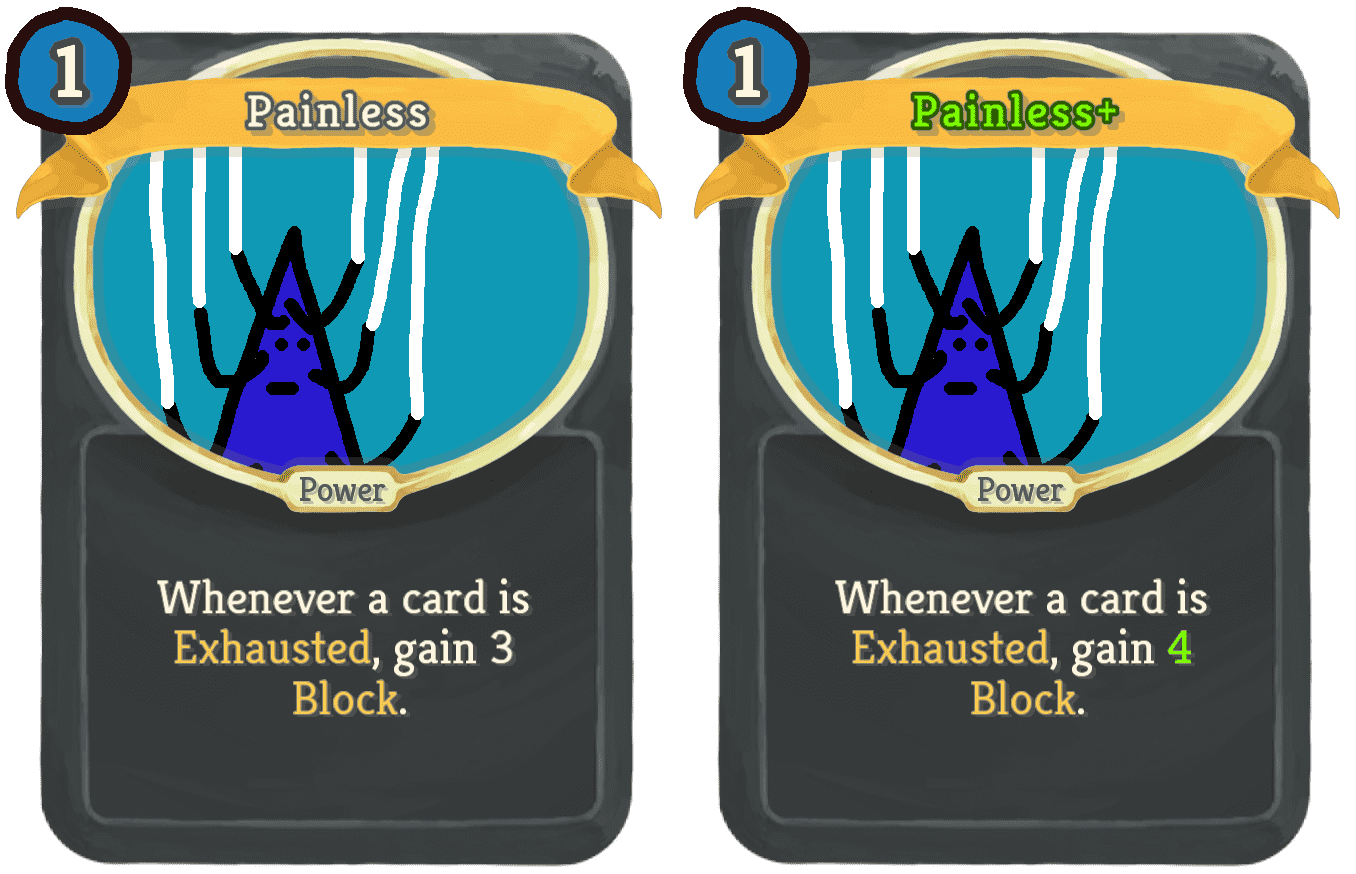 1
Painless
Power
Whenever a card is
Exhausted, gain 3
Block.
1
Painless+
Power
Whenever a card is
Exhausted, gain 4
Block.